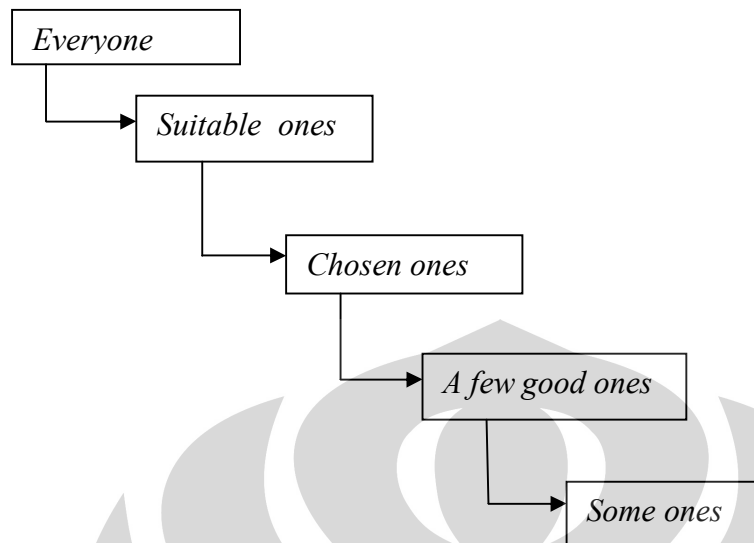 Everyone
Suitable ones
Chosen ones
A few good ones
Some ones